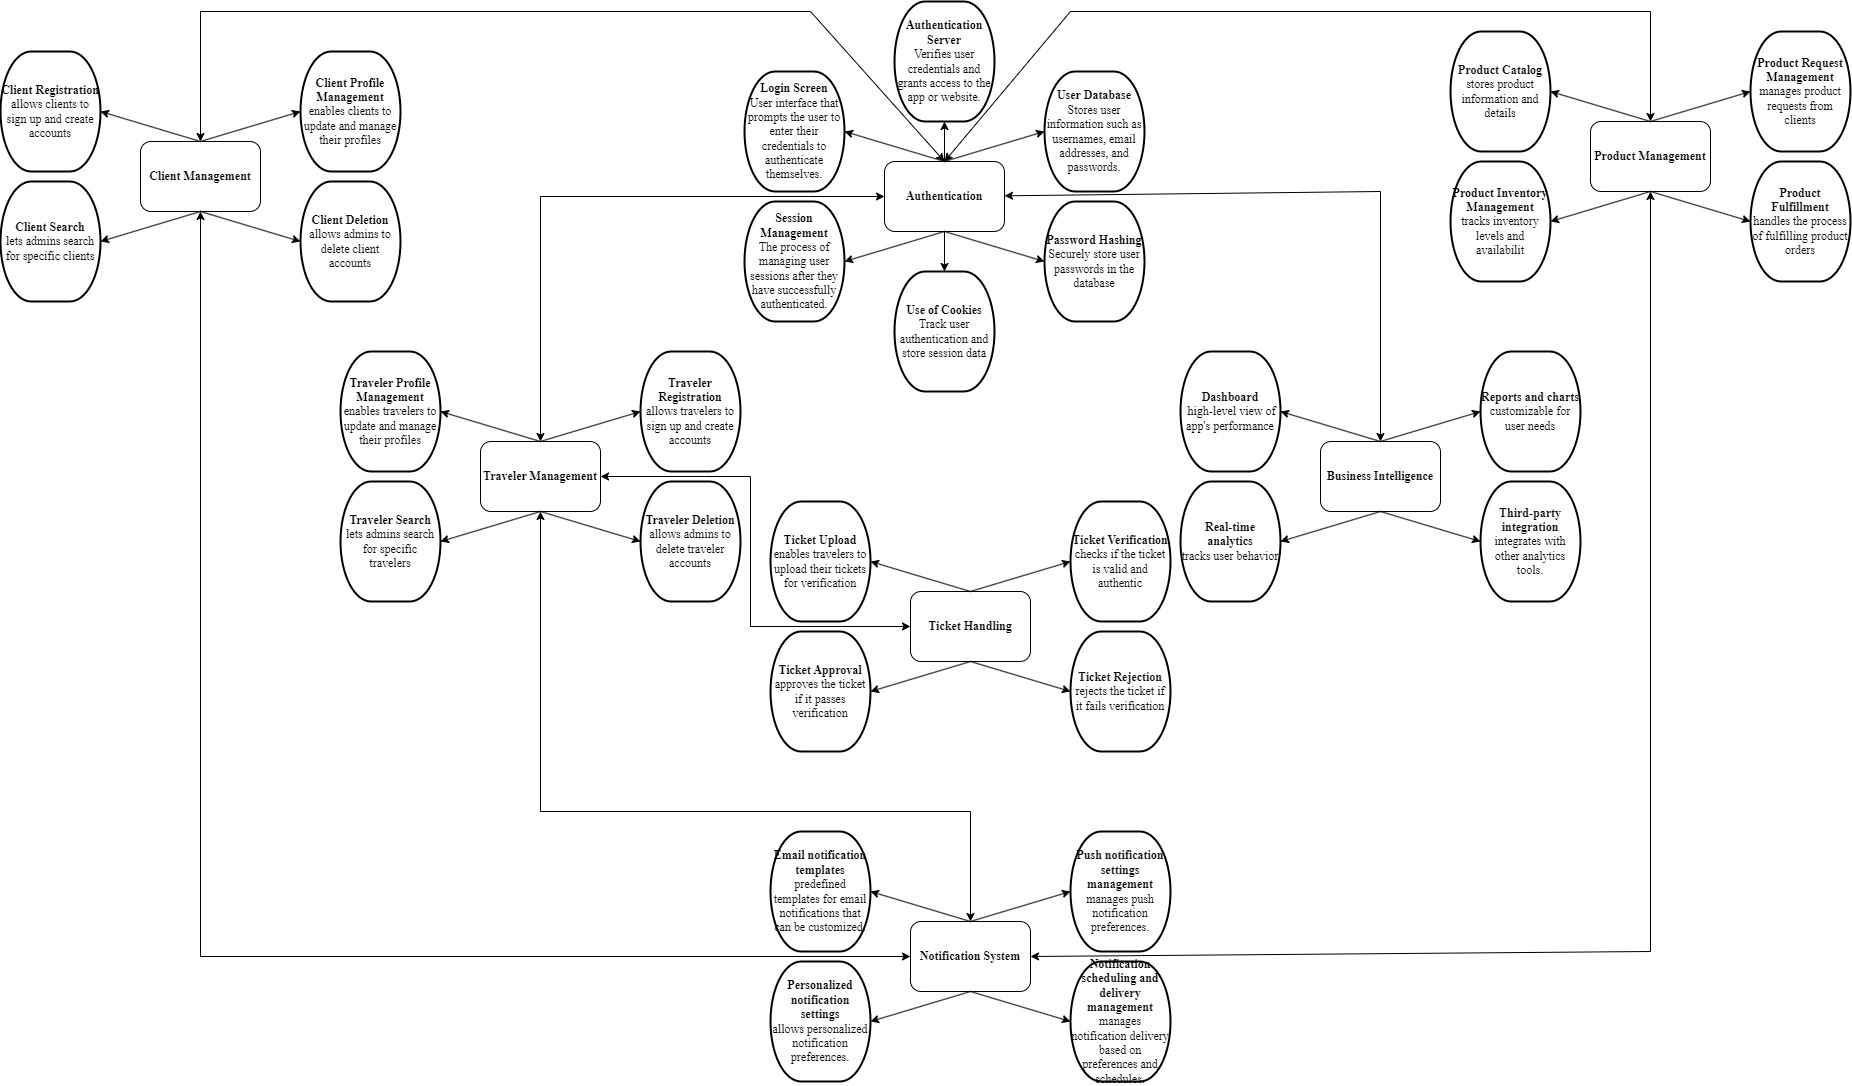 Client Registration
allows clients to
sign up and create
accounts
Client Profile
Management
enables clients to
update and manage
their profiles
Client Management
Client Search
lets admins search
for specific clients
Client Deletion
allows admins to
delete client
accounts
Authentication
Server
Verifies user
credentials and
grants access to the
app or website.
Login Screen
User interface that
prompts the user to
enter their
credentials to
authenticate
themselves.
User Database
Stores user
information such as
usernames, email
addresses, and
passwords.
Authentication
Session
Management
The process of
managing user
sessions after they
have successfully
authenticated.
Password Hashing
Securely store user
passwords in the
database
Use of Cookies
Track user
authentication and
store session data
Product Catalog
stores product
information and
details
Product Request
Management
manages product
requests from
clients
Product Management
Product Inventory
Management
tracks inventory
levels and
availabilit
Product
Fulfillment
handles the process
of fulfilling product
orders
Traveler Profile
Management
enables travelers to
update and manage
their profiles
Traveler
Registration
allows travelers to
sign up and create
accounts
Traveler Management
Traveler Search
lets admins search
for specific
travelers
Traveler Deletion
allows admins to
delete traveler
accounts
Dashboard
high-level view of
app's performance
Reports and charts
customizable for
user needs
Business Intelligence
Real-time
analytics
tracks user behavior
Third-party
integration
integrates with
other analytics
tools.
Ticket Upload
enables travelers to
upload their tickets
for verification
Ticket Verification
checks if the ticket
is valid and
authentic
Ticket Handling
Ticket Approval
approves the ticket
if it passes
verification
Ticket Rejection
rejects the ticket if
it fails verification
Email notification
templates
predefined
templates for email
notifications that
can be customized.
Push notification
settings
management
manages push
notification
preferences.
Notification System
Personalized
notification
settings
allows personalized
notification
preferences.
Notification
scheduling and
delivery
management
manages
notification delivery
based on
preferences and
schedules.